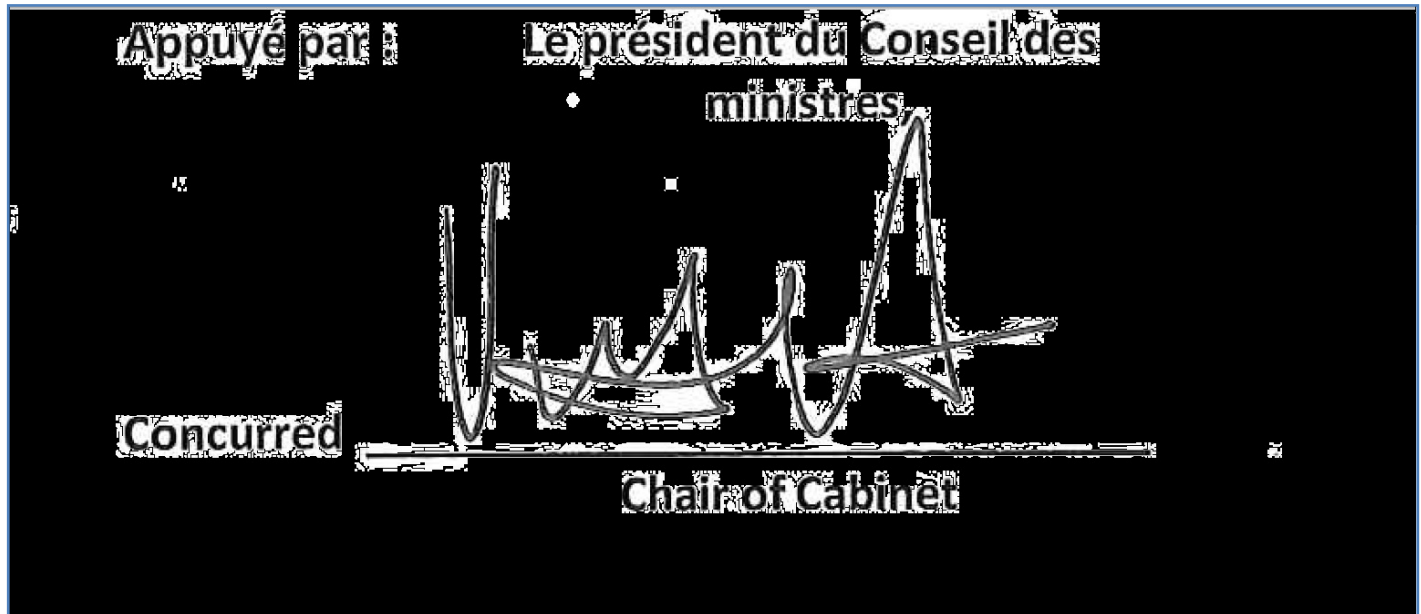 Appuyé par : Le président du Conseil des
ministres,
Concurred
Chair of Cabinet